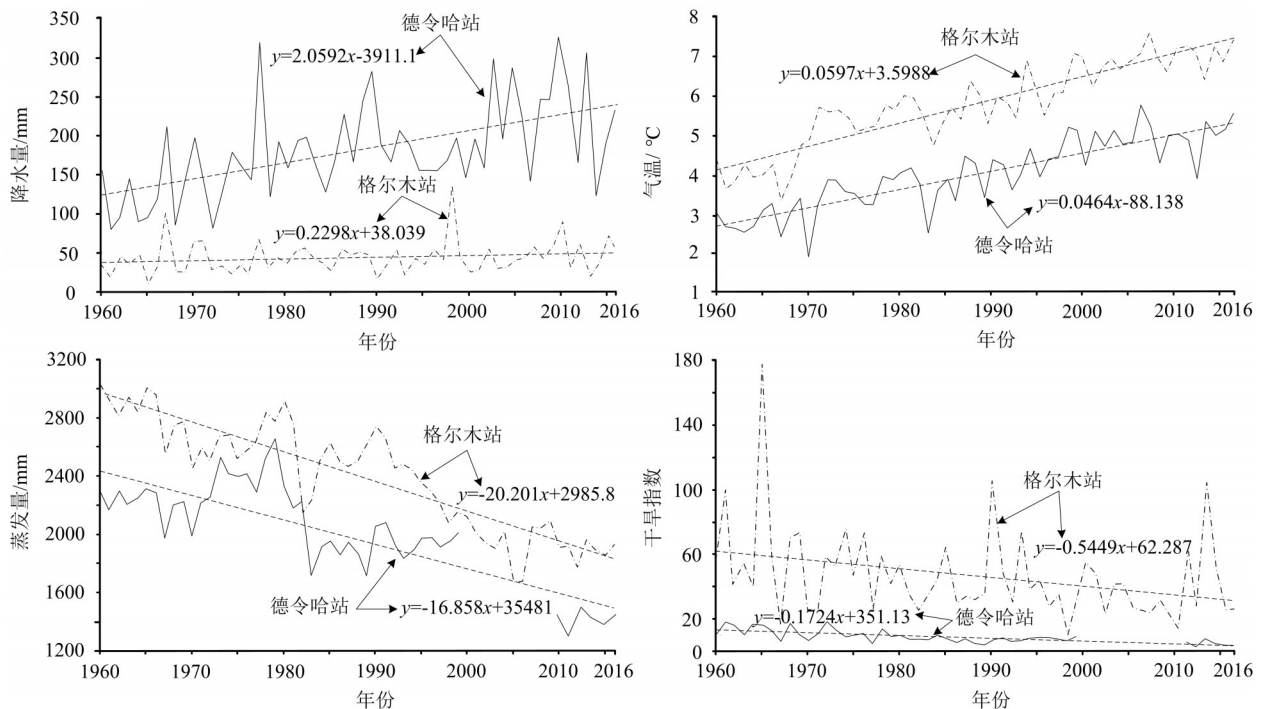 350
300
250
200
150
100
50
0
降水量/mm
德令哈站
y=2.0592x-3911.1
格尔木站
y=0.2298x+38.039
1960 1970 1980 1990 2000 2010 2016
年份
8
7
6
5
4
3
2
1
气温/ °C
格尔木站
y=0.0597x+3.5988
y=0.0464x-88.138
德令哈站
1960 1970 1980 1990 2000 2010 2016
年份
3200
2800
2400
2000
1600
1200
蒸发量/mm
格尔木站
y=-20.201x+2985.8
德令哈站
y=-16.858x+35481
1960 1970 1980 1990 2000 2010 2016
年份
180
140
100
60
20
0
干旱指数
格尔木站
y=-0.5449x+62.287
y=-0.1724x+351.13
德令哈站
1960 1970 1980 1990 2000 2010 2016
年份